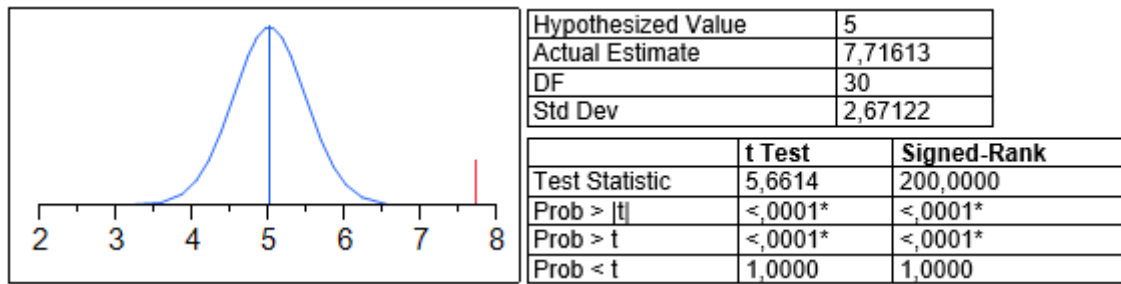 2 3 4 5 6 7 8
Hypothesized Value 5
Actual Estimate 7,71613
DF 30
Std Dev 2,67122
t Test Signed-Rank
Test Statistic 5,6614 200,0000
Prob > |t| <,0001* <,0001*
Prob > t <,0001* <,0001*
Prob < t 1,0000 1,0000